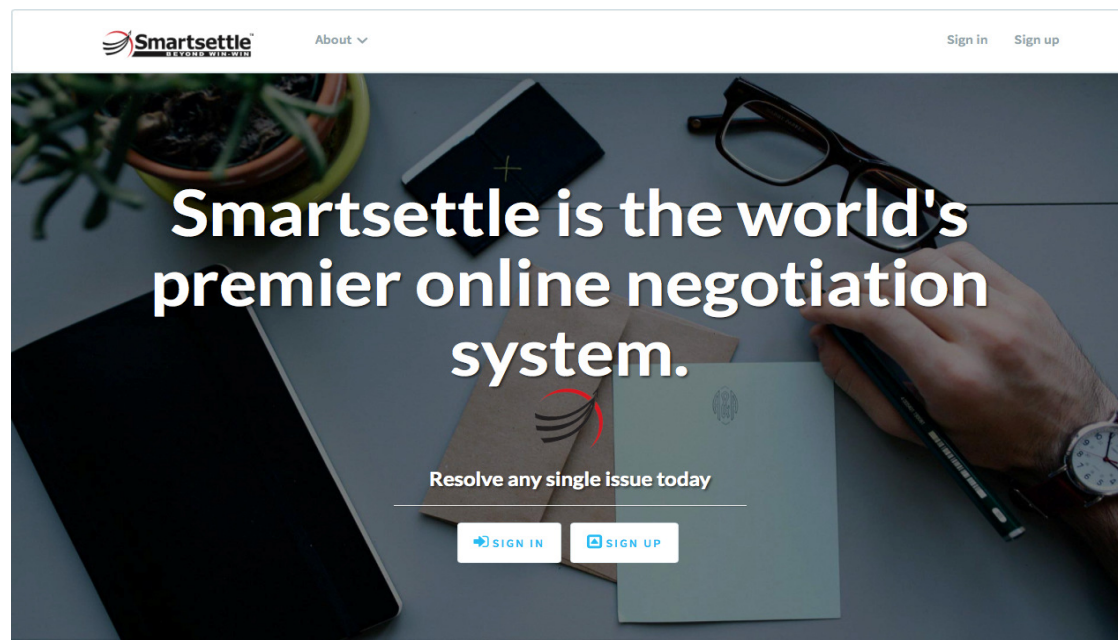 Smartsettle
BEYOND WIN-WIN
About
Sign in
Sign up
Smartsettle is the world's
premier online negotiation
system.
Resolve any single issue today
SIGN IN
SIGN UP